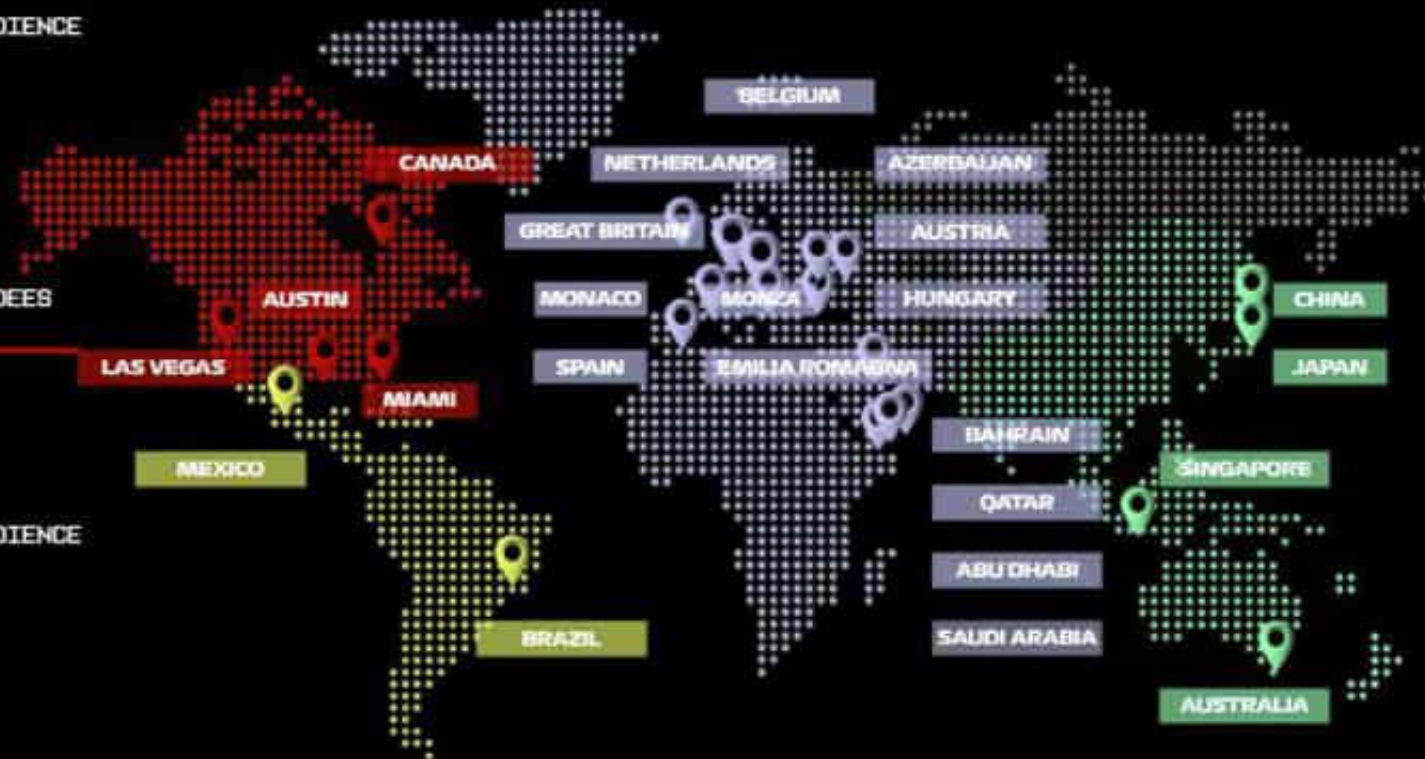 DIENCE
BELGIUM
CANADA
NETHERLANDS
AZERBAIJAN
GREAT BRITAIN
AUSTRIA
DEES
AUSTIN
MONACO
MONZA
HUNGARY
CHINA
LAS VEGAS
SPAIN
EMILIA ROMAGNA
JAPAN
MIAMI
BAHRAIN
MEXICO
SINGAPORE
QATAR
DIENCE
ABU DHABI
BRAZIL
SAUDI ARABIA
AUSTRALIA